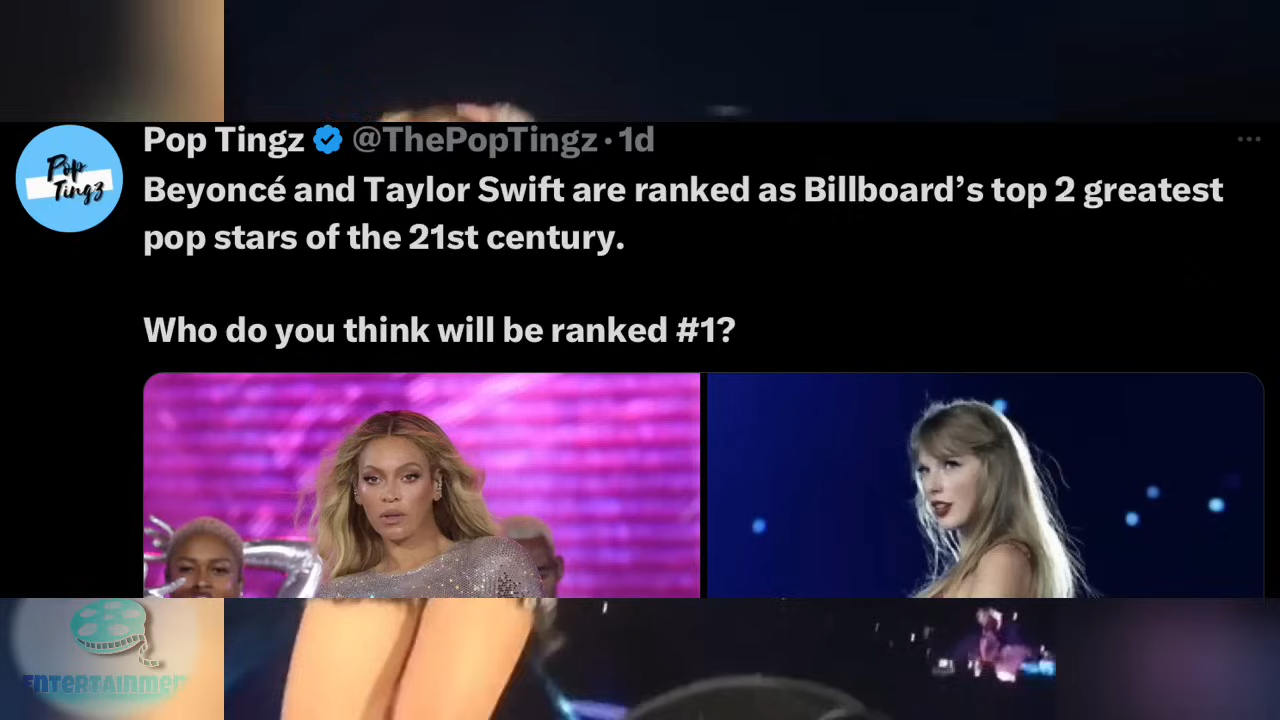 Pop Tingz @ThePopTingz · 1d
Pop
Tingz
Beyoncé and Taylor Swift are ranked as Billboard’s top 2 greatest
pop stars of the 21st century.
Who do you think will be ranked #1?
ENTERTAINMEN